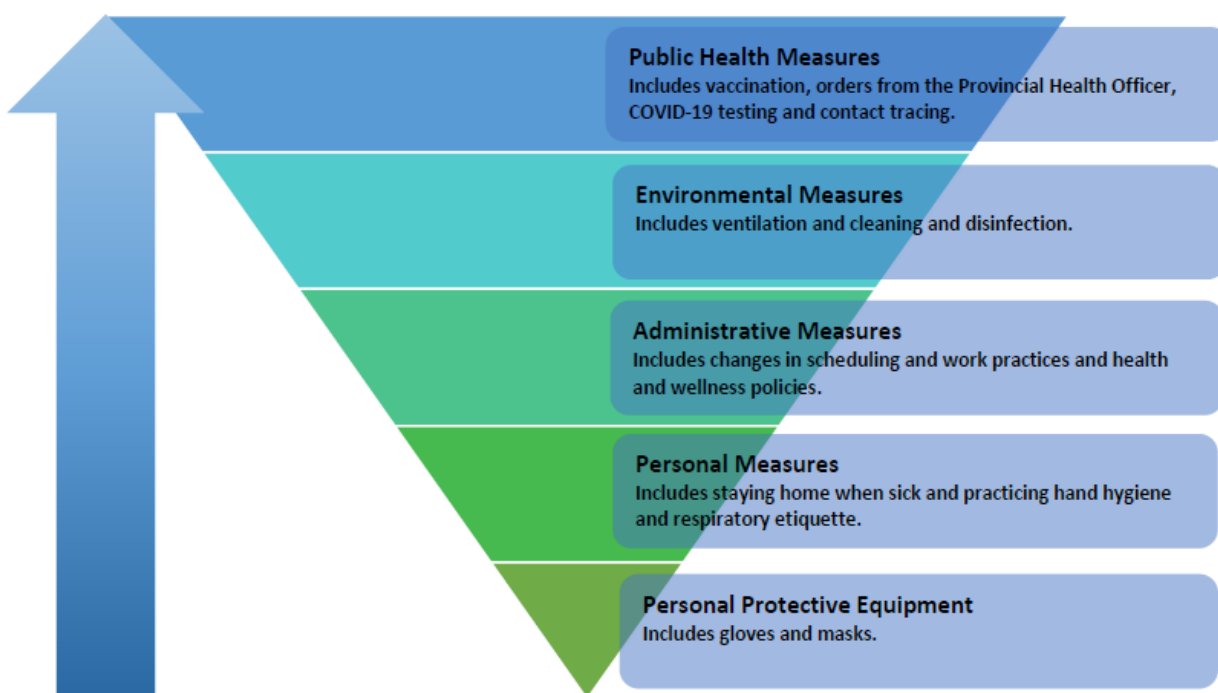 Public Health Measures
Includes vaccination, orders from the Provincial Health Officer,
COVID-19 testing and contact tracing.
Environmental Measures
Includes ventilation and cleaning and disinfection.
Administrative Measures
Includes changes in scheduling and work practices and health
and wellness policies.
Personal Measures
Includes staying home when sick and practicing hand hygiene
and respiratory etiquette.
Personal Protective Equipment
Includes gloves and masks.